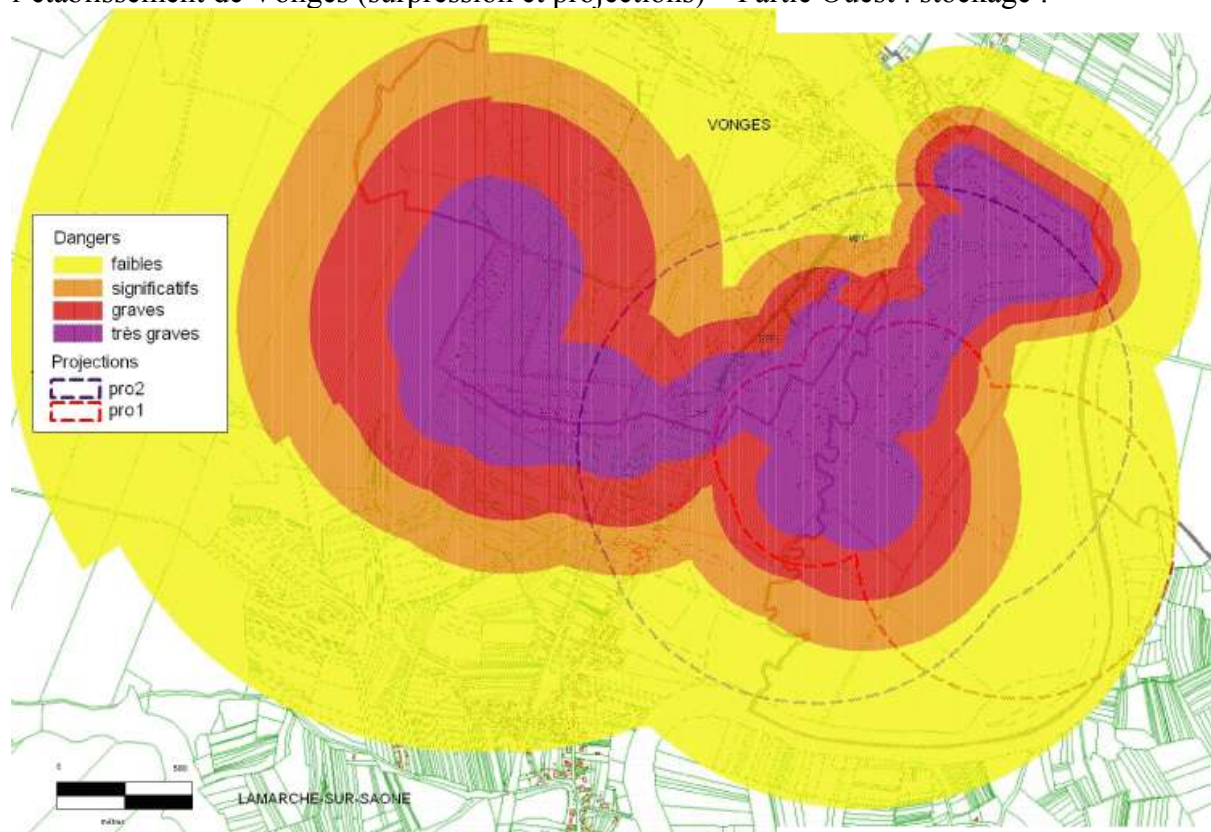 l'établissement de Vonges (surpression et projections) – Partie Ouest : stockage :
VONGES
Dangers
faibles
significatifs
graves
très graves
Projections
pro2
pro1
0 500
mètres
LAMARCHE-SUR-SAONE